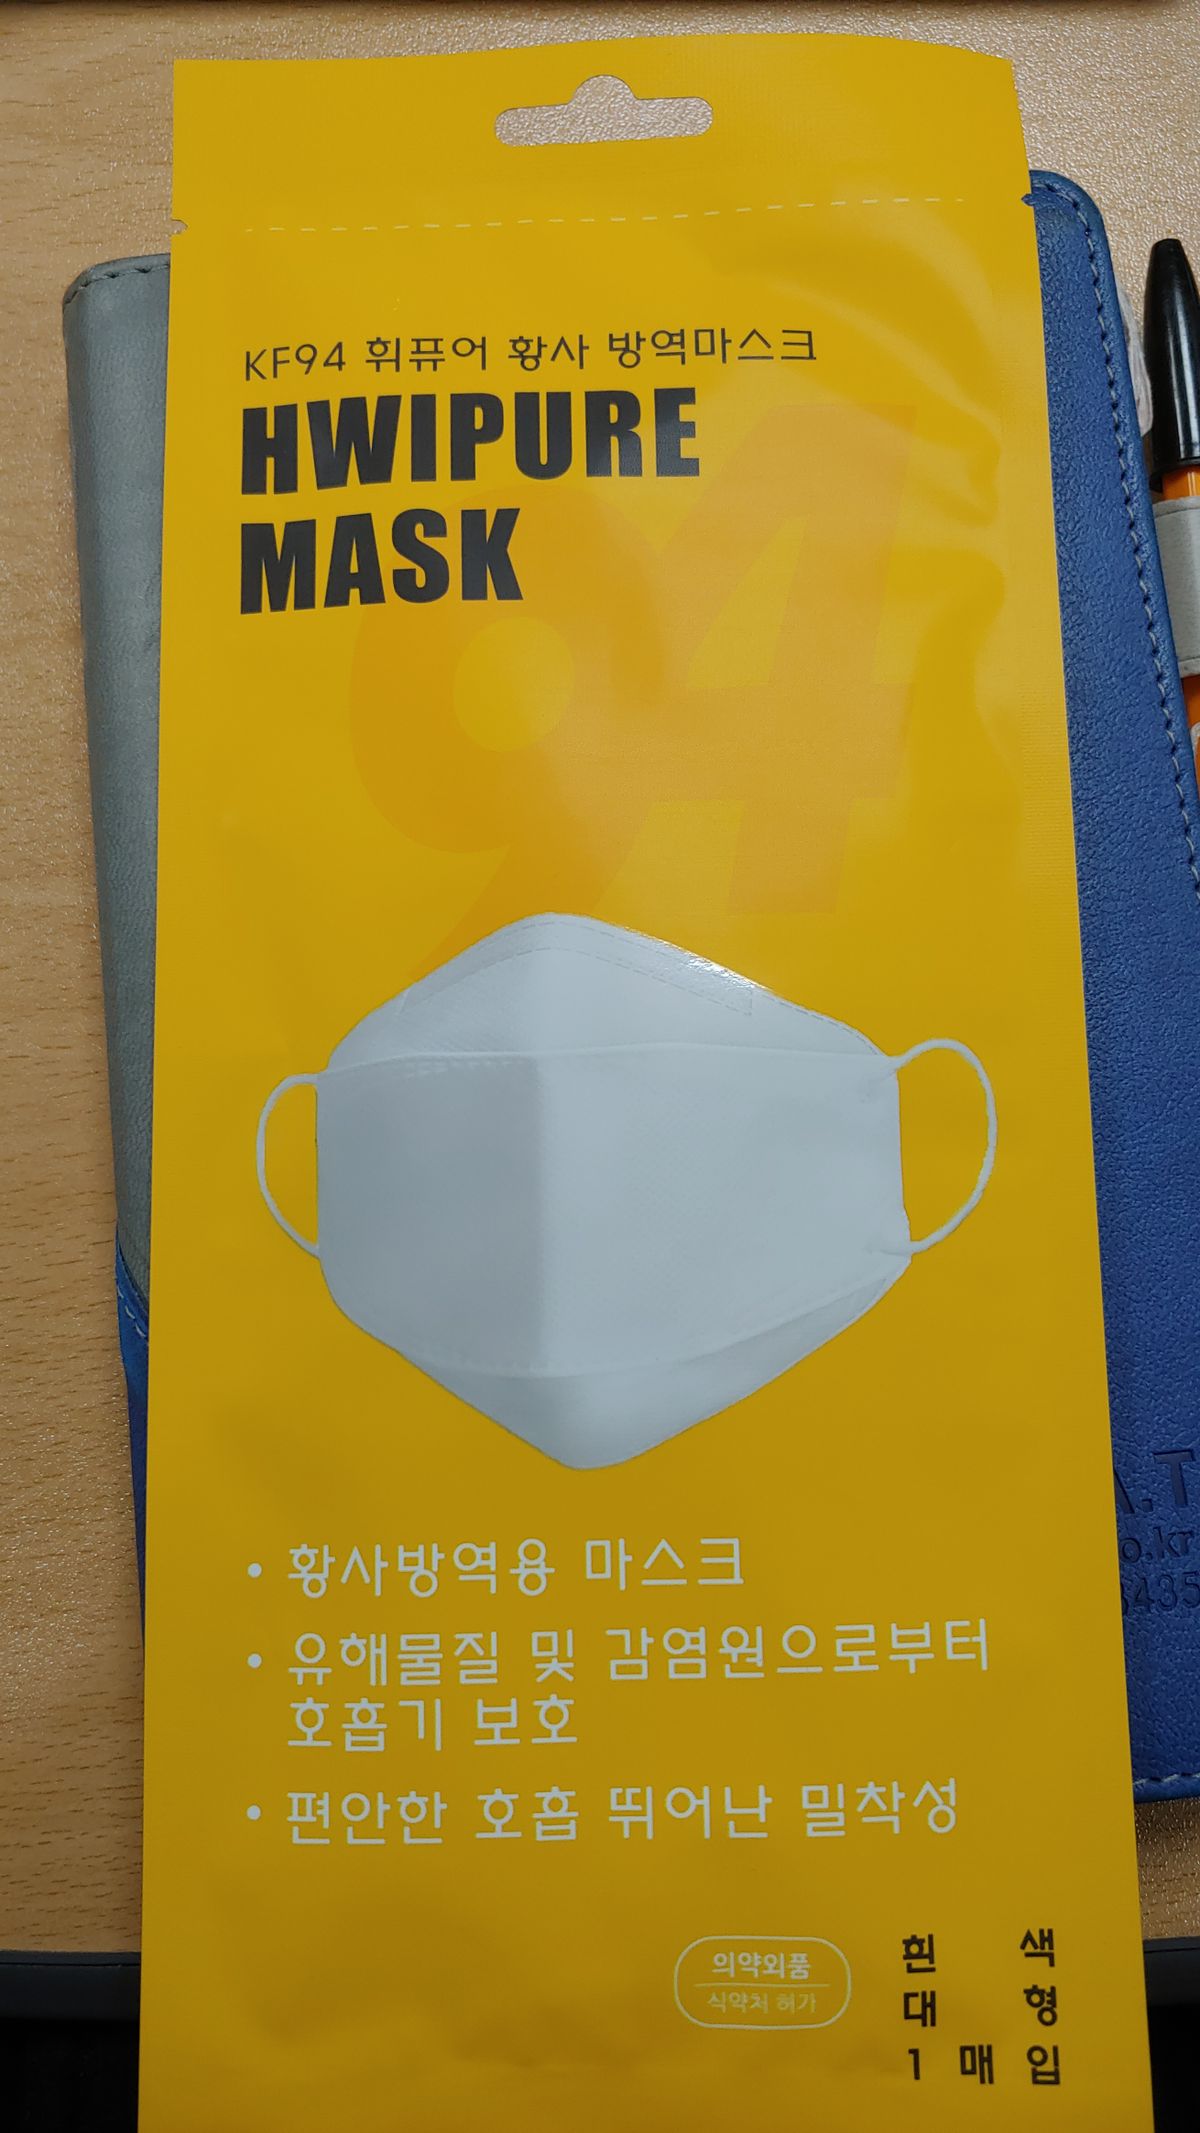 KF94 휘퓨어 황사 방역마스크
HWIPURE
MASK
94
• 황사방역용 마스크
• 유해물질 및 감염원으로부터
호흡기 보호
• 편안한 호흡 뛰어난 밀착성
의약외품
식약처 허가
흰 색
대 형
1 매 입
o.kr